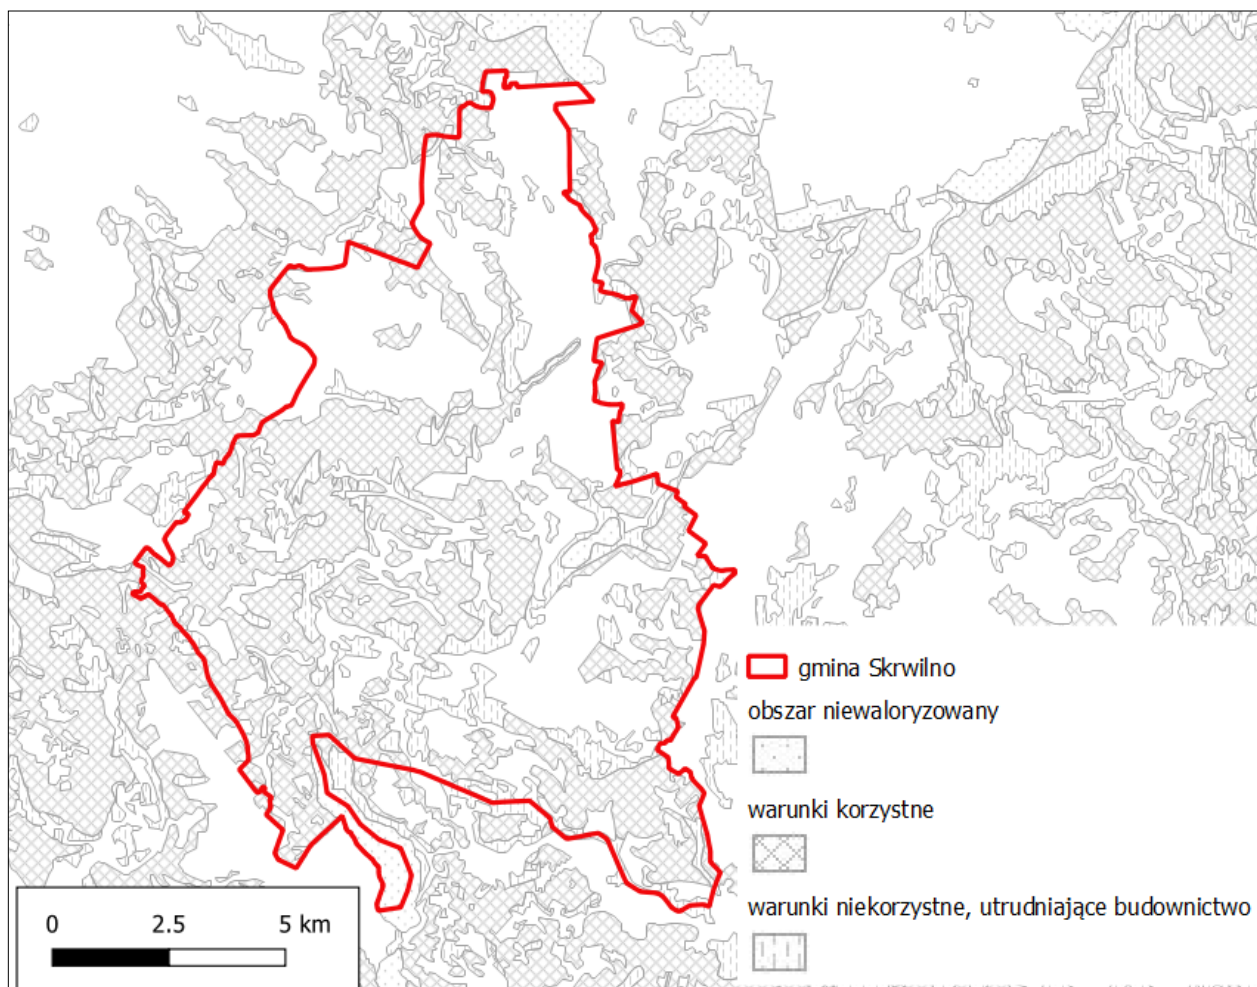 gmina Skrwilno
obszar niewaloryzowany
warunki korzystne
warunki niekorzystne, utrudniające budownictwo
0 2.5 5 km